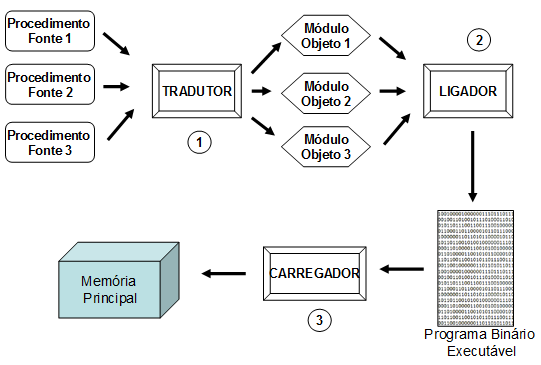 Procedimento
Fonte 1
Procedimento
Fonte 2
Procedimento
Fonte 3
TRADUTOR
1
Módulo
Objeto 1
Módulo
Objeto 2
Módulo
Objeto 3
2
LIGADOR
Programa Binário
Executável
CARREGADOR
3
Memória
Principal